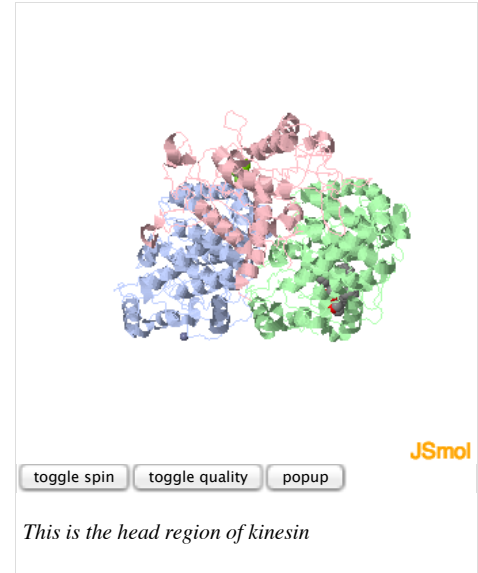 JSmol
toggle spin toggle quality popup
This is the head region of kinesin